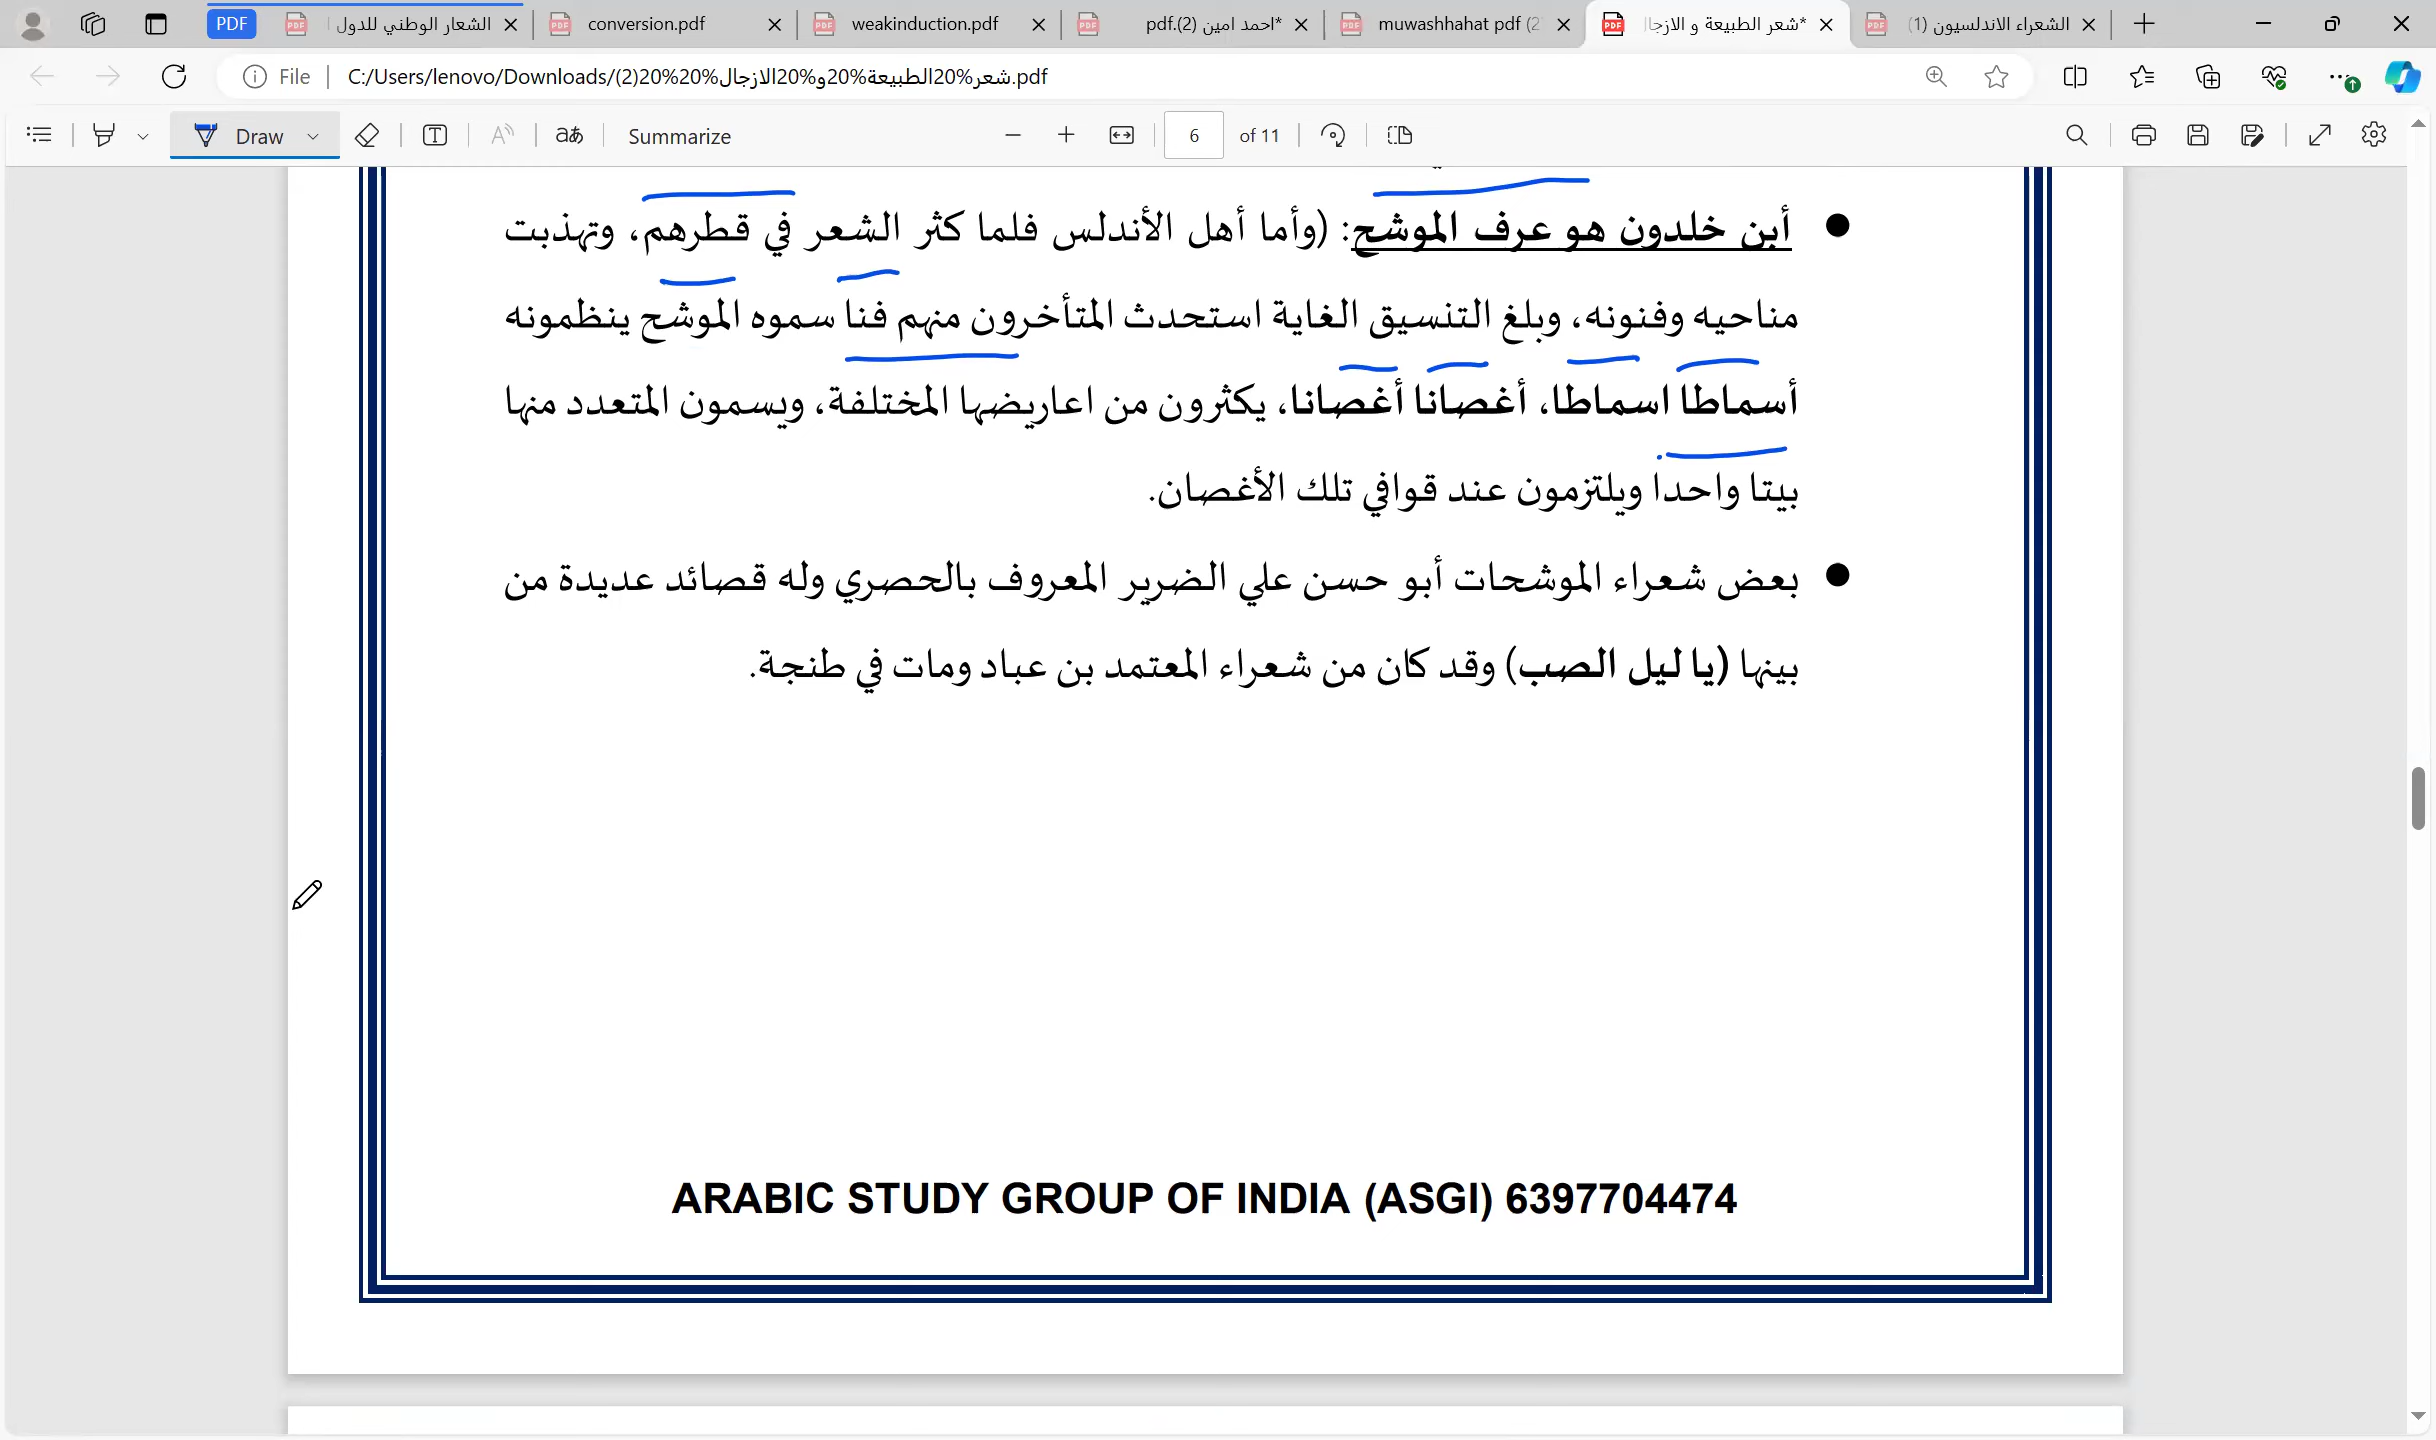 PDF
الشعار الوطني للدول ا
conversion.pdf
weakinduction.pdf
*احمد امين (2).pdf
muwashhahat pdf (2
*شعر الطبيعة و الازجا
الشعراء الاندلسيون (1)
File
C:/Users/lenovo/Downloads/(2)20%20%شعر%20الطبيعة%20و%20الازجال.pdf
Draw
Summarize
6
of 11
أبن خلدون هو عرف الموشح: (وأما أهل الأندلس فلما كثر الشعر في قطرهم، وتهذبت
مناحيه وفنونه، وبلغ التنسيق الغاية استحدث المتأخرون منهم فنا سموه الموشح ينظمونه
أسماطا اسماطا، أغصانا أغصانا، يكثرون من اعاريضها المختلفة، ويسمون المتعدد منها
بيتا واحدا ويلتزمون عند قوافي تلك الأغصان.
بعض شعراء الموشحات أبو حسن علي الضرير المعروف بالحصري وله قصائد عديدة من
بينها (يا ليل الصب) وقد كان من شعراء المعتمد بن عباد ومات في طنجة.
ARABIC STUDY GROUP OF INDIA (ASGI) 6397704474